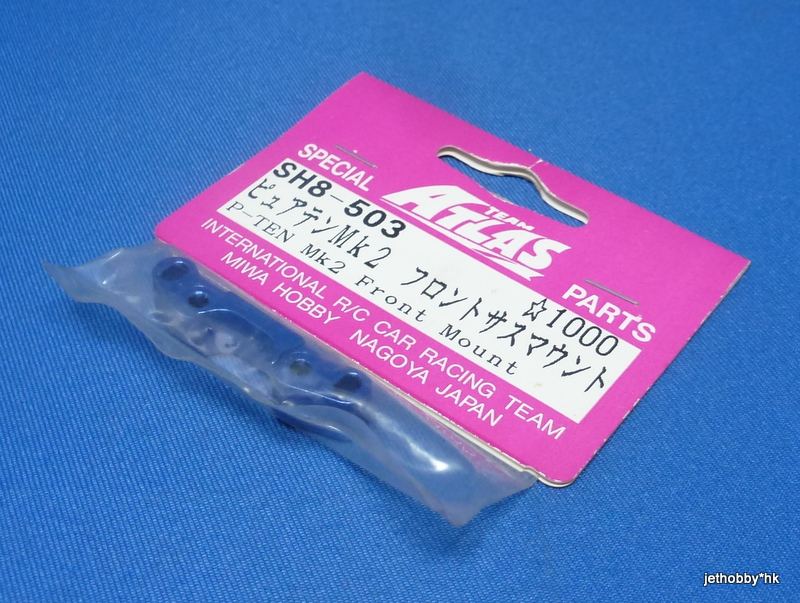 SPECIAL TEAM ATLAS PARTS
SH8-503 ☆1000
ピュアテンMk2 フロントサスマウント
P-TEN Mk2 Front Mount
INTERNATIONAL R/C CAR RACING TEAM
MIWA HOBBY NAGOYA JAPAN
jethobby*hk